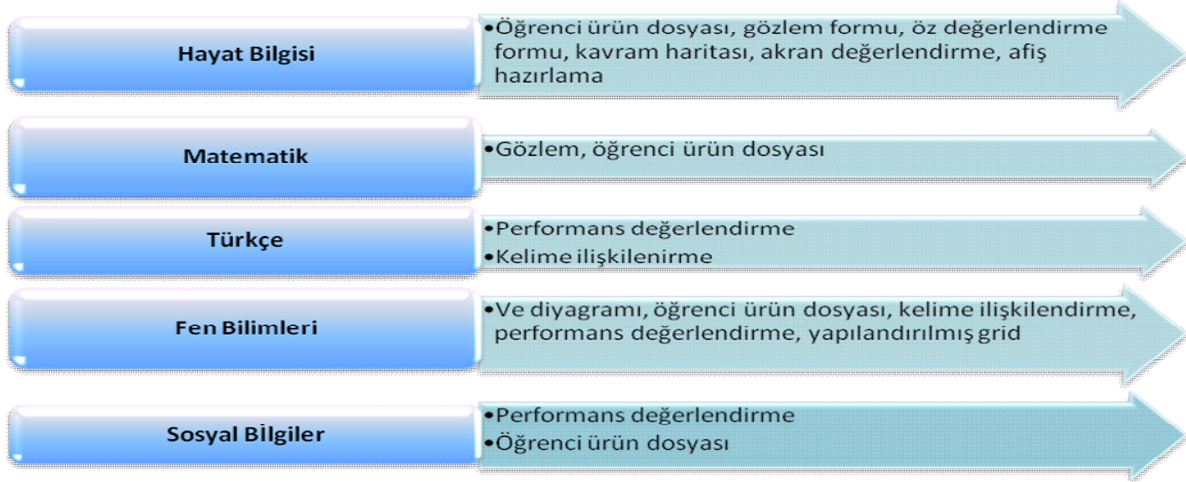 Hayat Bilgisi
•Öğrenci ürün dosyası, gözlem formu, öz değerlendirme
formu, kavram haritası, akran değerlendirme, afiş
hazırlama
Matematik
•Gözlem, öğrenci ürün dosyası
Türkçe
•Performans değerlendirme
•Kelime ilişkilenirme
Fen Bilimleri
•Ve diyagramı, öğrenci ürün dosyası, kelime ilişkilendirme,
performans değerlendirme, yapılandırılmış grid
Sosyal Bİlgiler
•Performans değerlendirme
•Öğrenci ürün dosyası